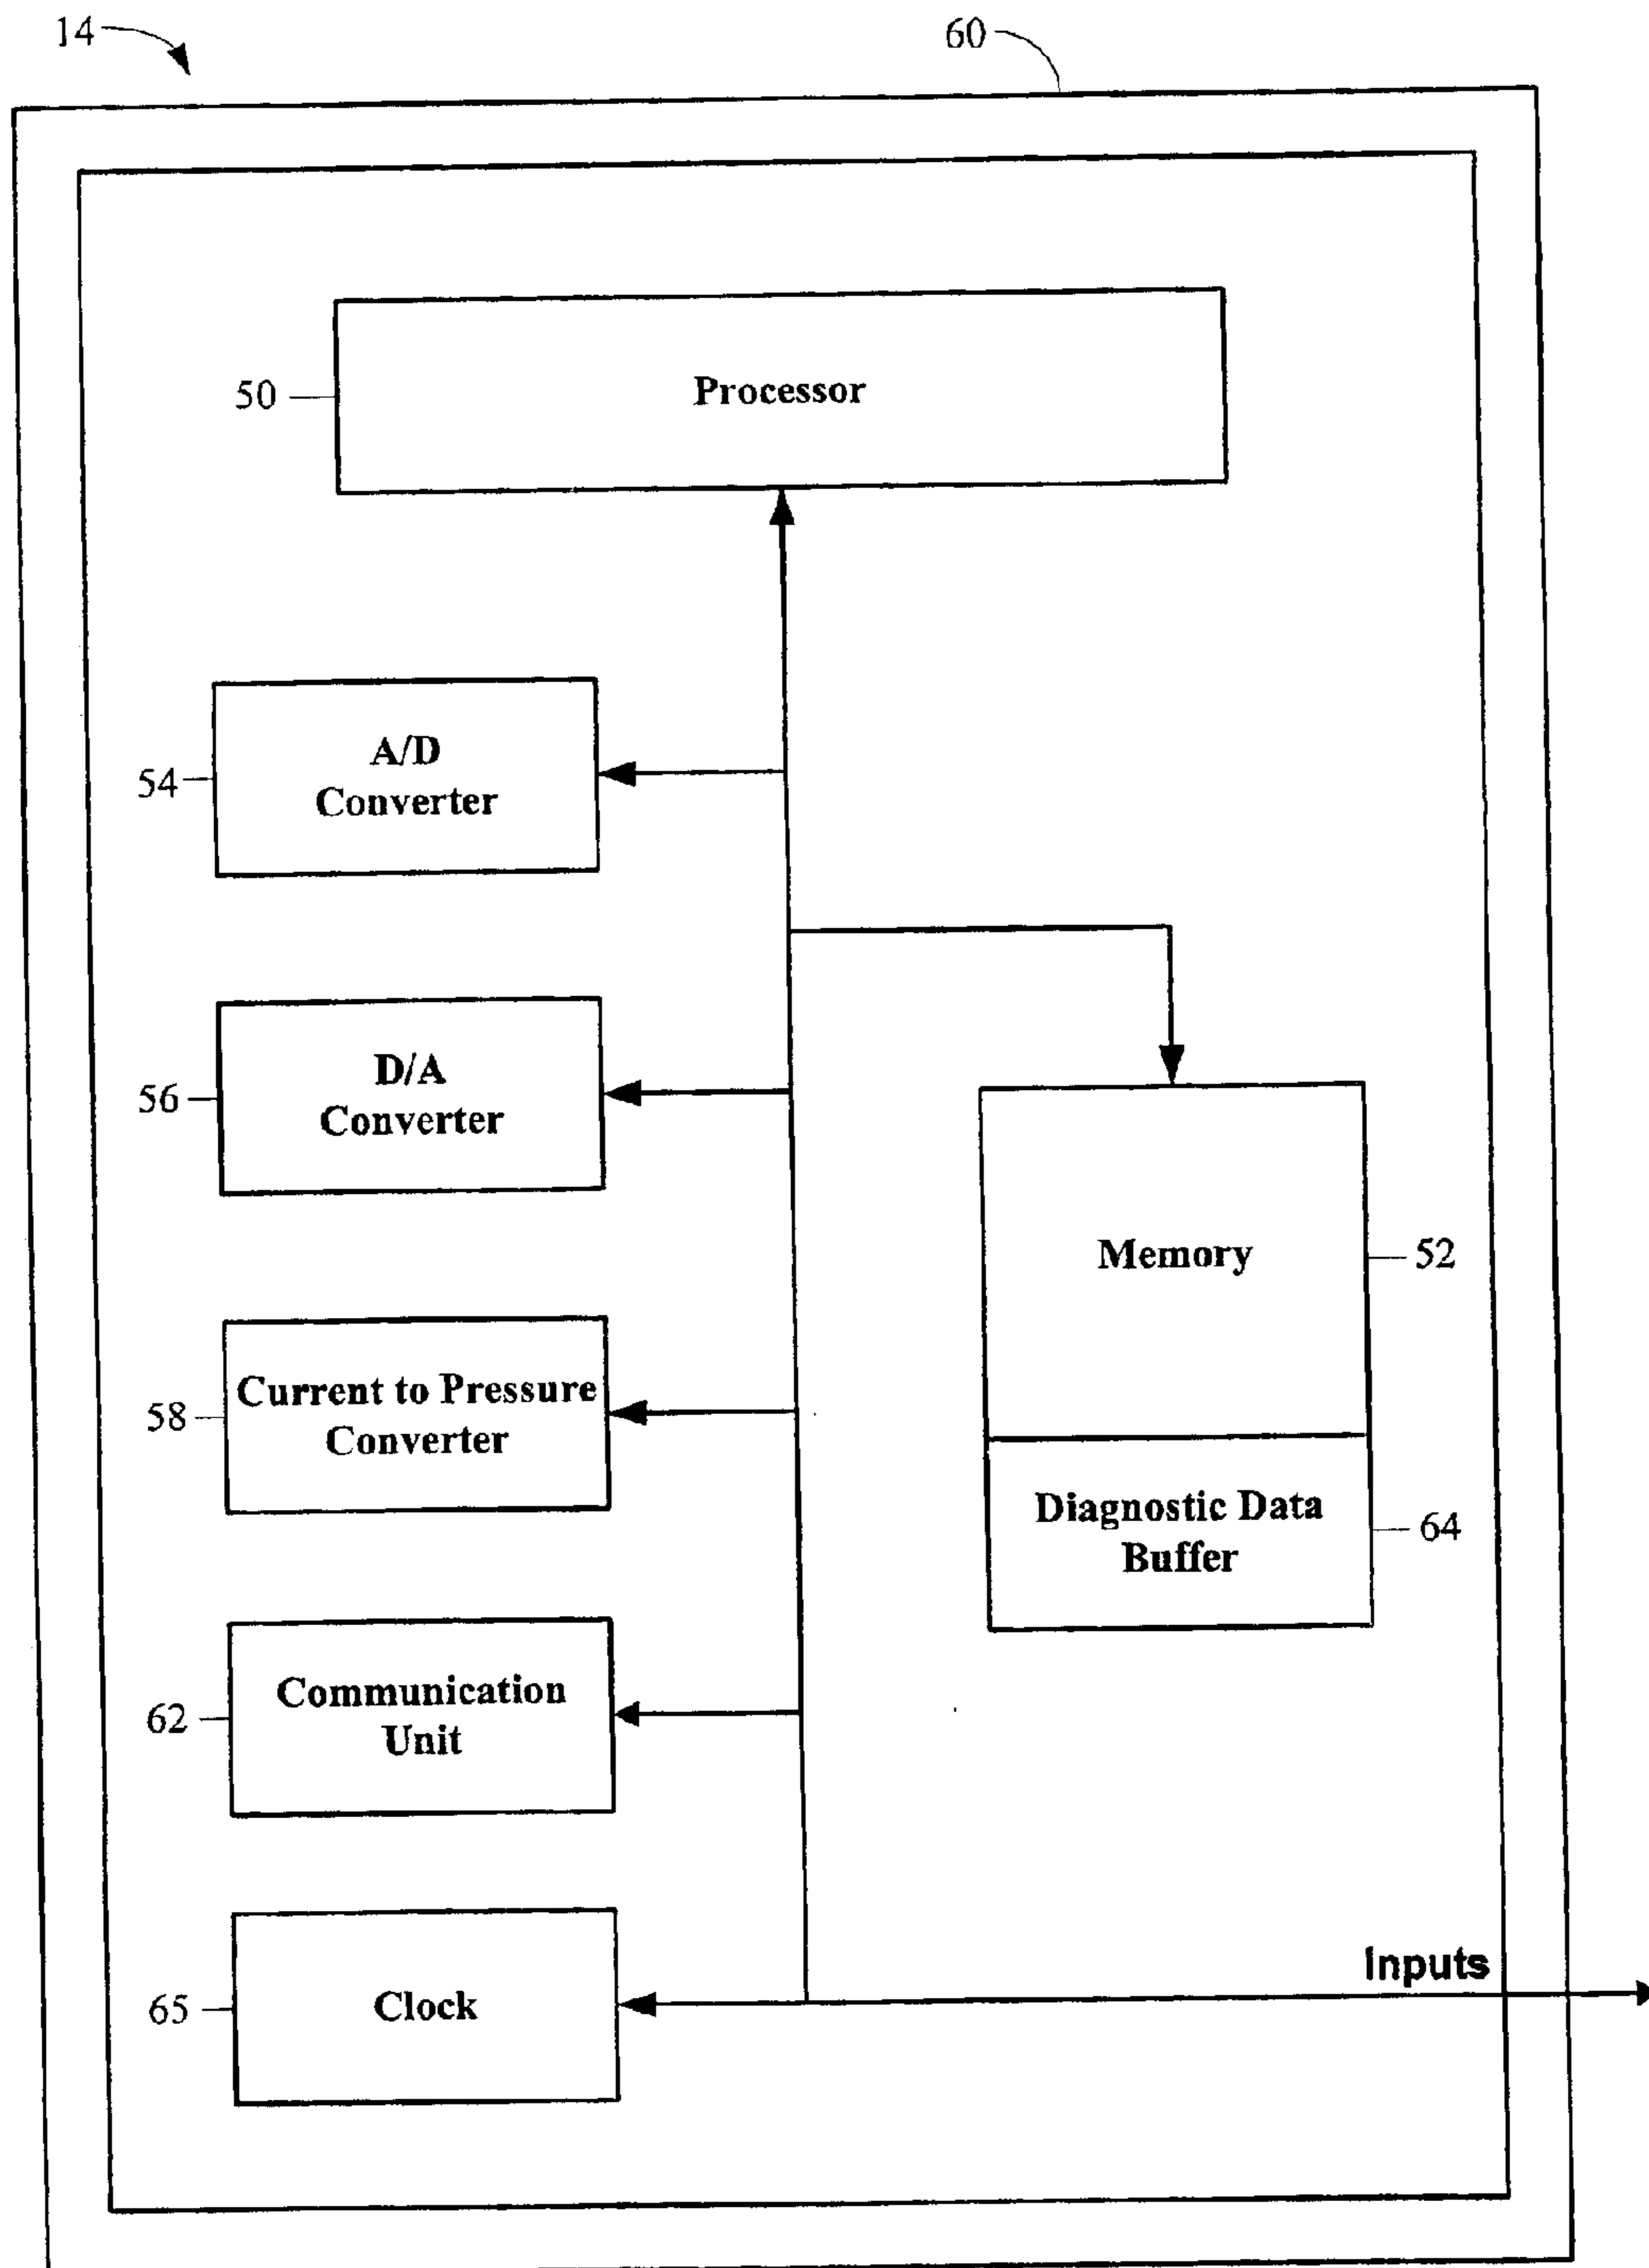 14
60
50
Processor
A/D
Converter
54
D/A
Converter
56
Memory
52
Current to Pressure
Converter
58
Diagnostic Data
Buffer
64
Communication
Unit
62
Inputs
Clock
65